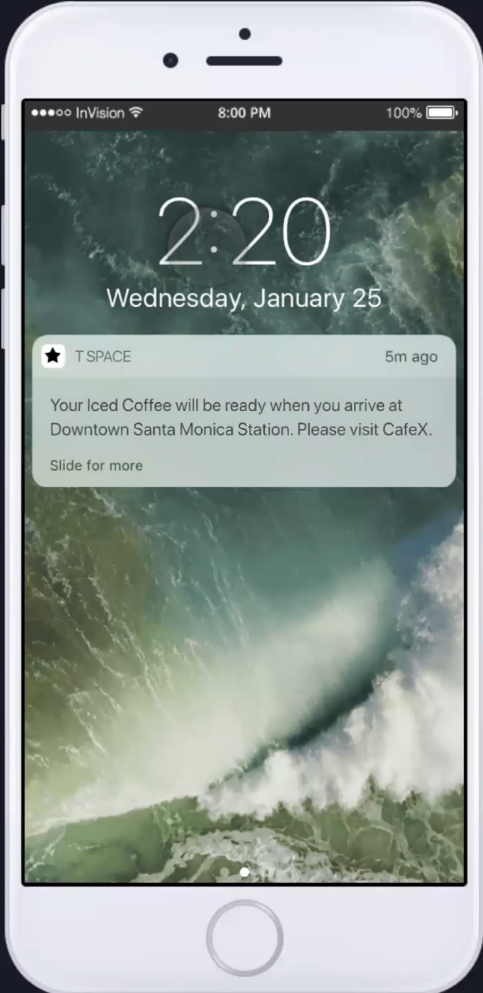 ●●●○○ InVision 8:00 PM 100%
2:20
Wednesday, January 25
T SPACE 5m ago
Your Iced Coffee will be ready when you arrive at
Downtown Santa Monica Station. Please visit CafeX.
Slide for more